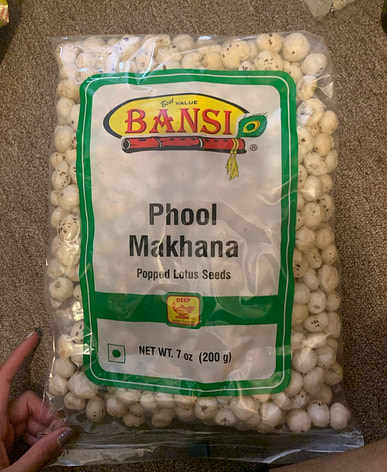 Best VALUE
BANSI
®
Phool
Makhana
Popped Lotus Seeds
DEEP
NET WT. 7 oz (200 g)